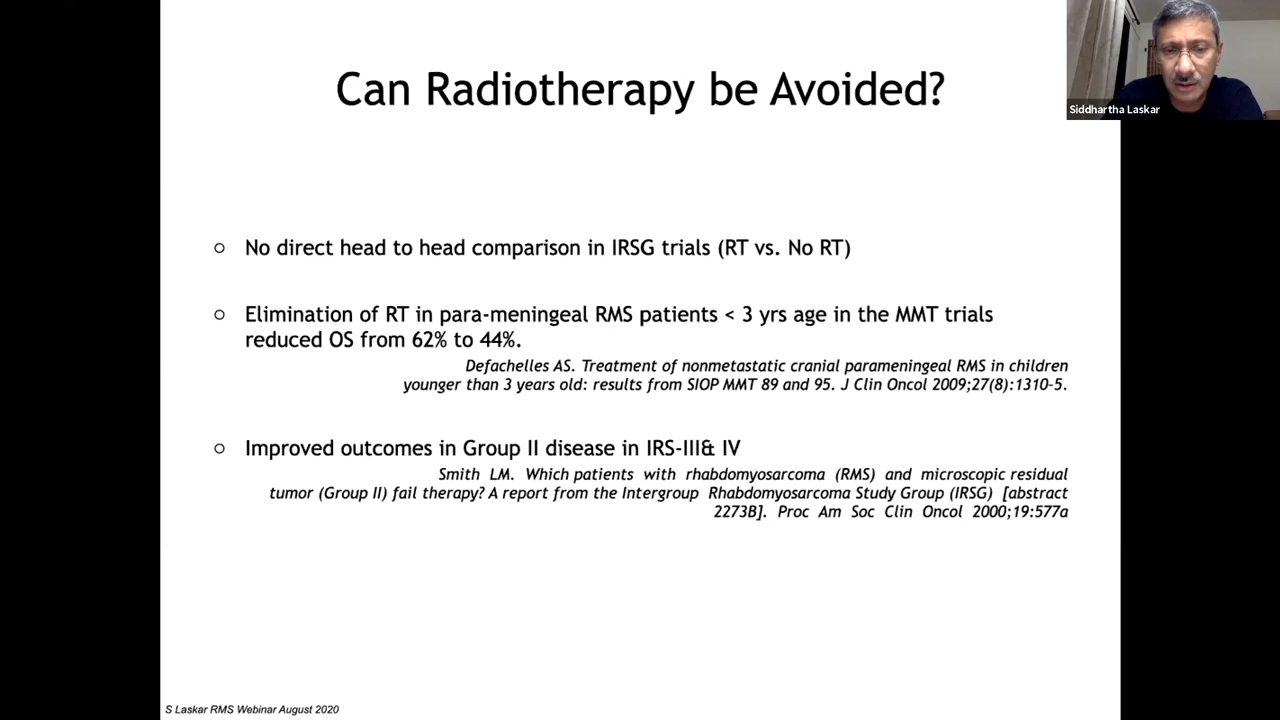 Can Radiotherapy be Avoided?
Siddhartha Laskar
○ No direct head to head comparison in IRSG trials (RT vs. No RT)
○ Elimination of RT in para-meningeal RMS patients < 3 yrs age in the MMT trials
reduced OS from 62% to 44%.
Defachelles AS. Treatment of nonmetastatic cranial parameningeal RMS in children
younger than 3 years old: results from SIOP MMT 89 and 95. J Clin Oncol 2009;27(8):1310-5.
○ Improved outcomes in Group II disease in IRS-III& IV
Smith LM. Which patients with rhabdomyosarcoma (RMS) and microscopic residual
tumor (Group II) fail therapy? A report from the Intergroup Rhabdomyosarcoma Study Group (IRSG) [abstract
2273B]. Proc Am Soc Clin Oncol 2000;19:577a
S Laskar RMS Webinar August 2020